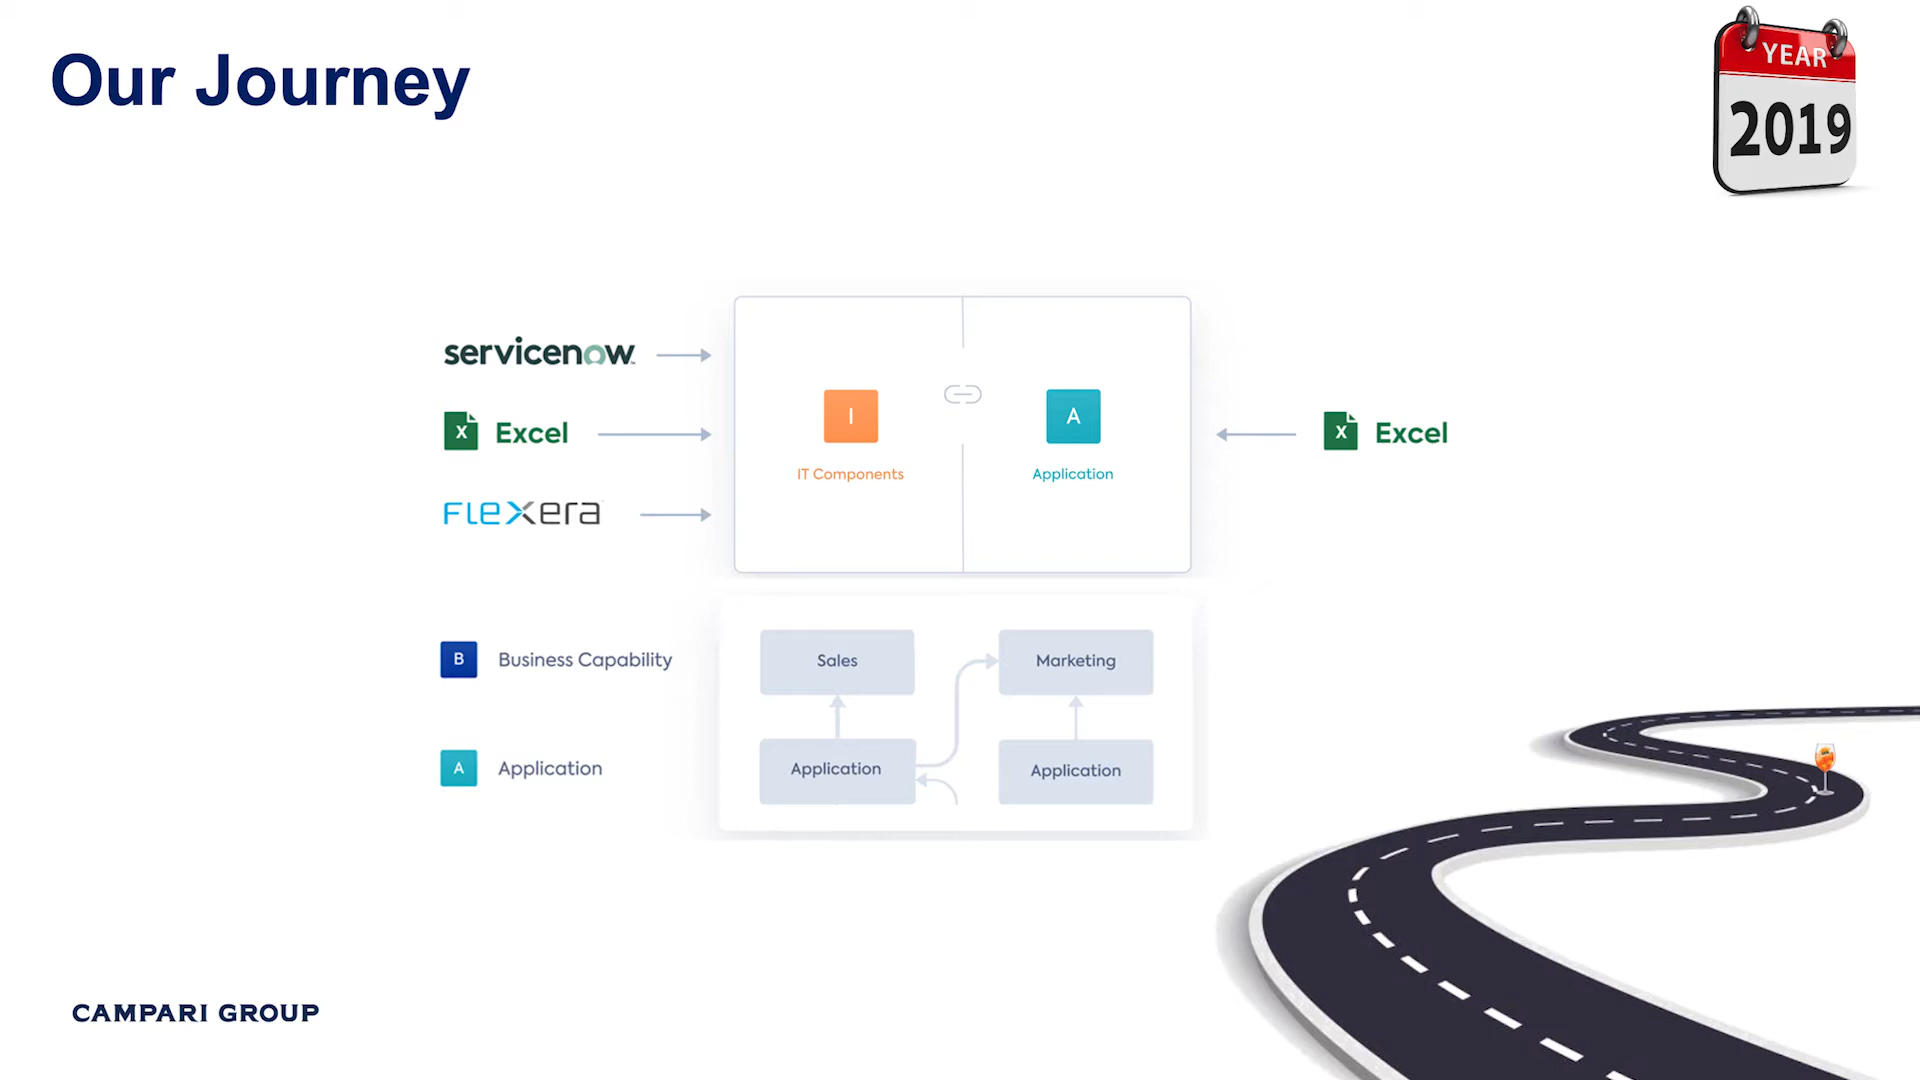 Our Journey
YEAR
2019
servicenow
X Excel
FLEXera
I
IT Components
A
Application
X Excel
B Business Capability
A Application
Sales
Marketing
Application
Application
CAMPARI GROUP